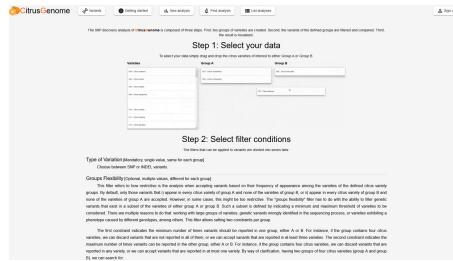 CitrusGenome
Variants
Getting started
New analysis
Find analysis
List analyses
Sign
The SNP discovery analysis of CitrusGenome is composed of three steps. First, two groups of varieties are created. Second, the variants of the defined groups are filtered and compared. Third,
the result is visualized.
Step 1: Select your data
To select your data simply drag and drop the citrus varieties of interest to either Group A or Group B.
Varieties
Group A
Group B
Step 2: Select filter conditions
The filters that can be applied to variants are divided into seven data:
Type of Variation [Mandatory, single value, same for each group]
Choose between SNP or INDEL variants.
Groups Flexibility [Optional, multiple values, different for each group]
This filter refers to how restrictive is the analysis when accepting variants based on their frequency of appearance among the varieties of the defined citrus variety
groups. By default, only those variants that i) appear in every citrus variety of group A and none of the varieties of group B, or ii) appear in every citrus variety of group B and
none of the varieties of group A are accepted. However, in some cases, this might be too restrictive. The "groups flexibility" filter has to do with the ability to filter genetic
variants that exist in a subset of the varieties of either group A or group B. Such a subset is defined by indicating a minimum and maximum threshold of varieties to be
considered. There are multiple reasons to do that: working with large groups of varieties, genetic variants wrongly identified in the sequencing process, or varieties exhibiting a
phenotype caused by different genotypes, among others. This filter allows setting two constraints per group.
The first constraint indicates the minimum number of times variants should be reported in one group, either A or B. For instance, if the group contains four citrus
varieties, we can discard variants that are not reported in all of them, or we can accept variants that are reported in at least three varieties. The second constraint indicates the
maximum number of times variants can be reported in the other group, either A or B. For instance, if the group contains four citrus varieties, we can discard variants that are
reported in any variety, or we can accept variants that are reported in at most one variety. By way of clarification, having two groups of four citrus varieties (group A and group
B), we can search for: